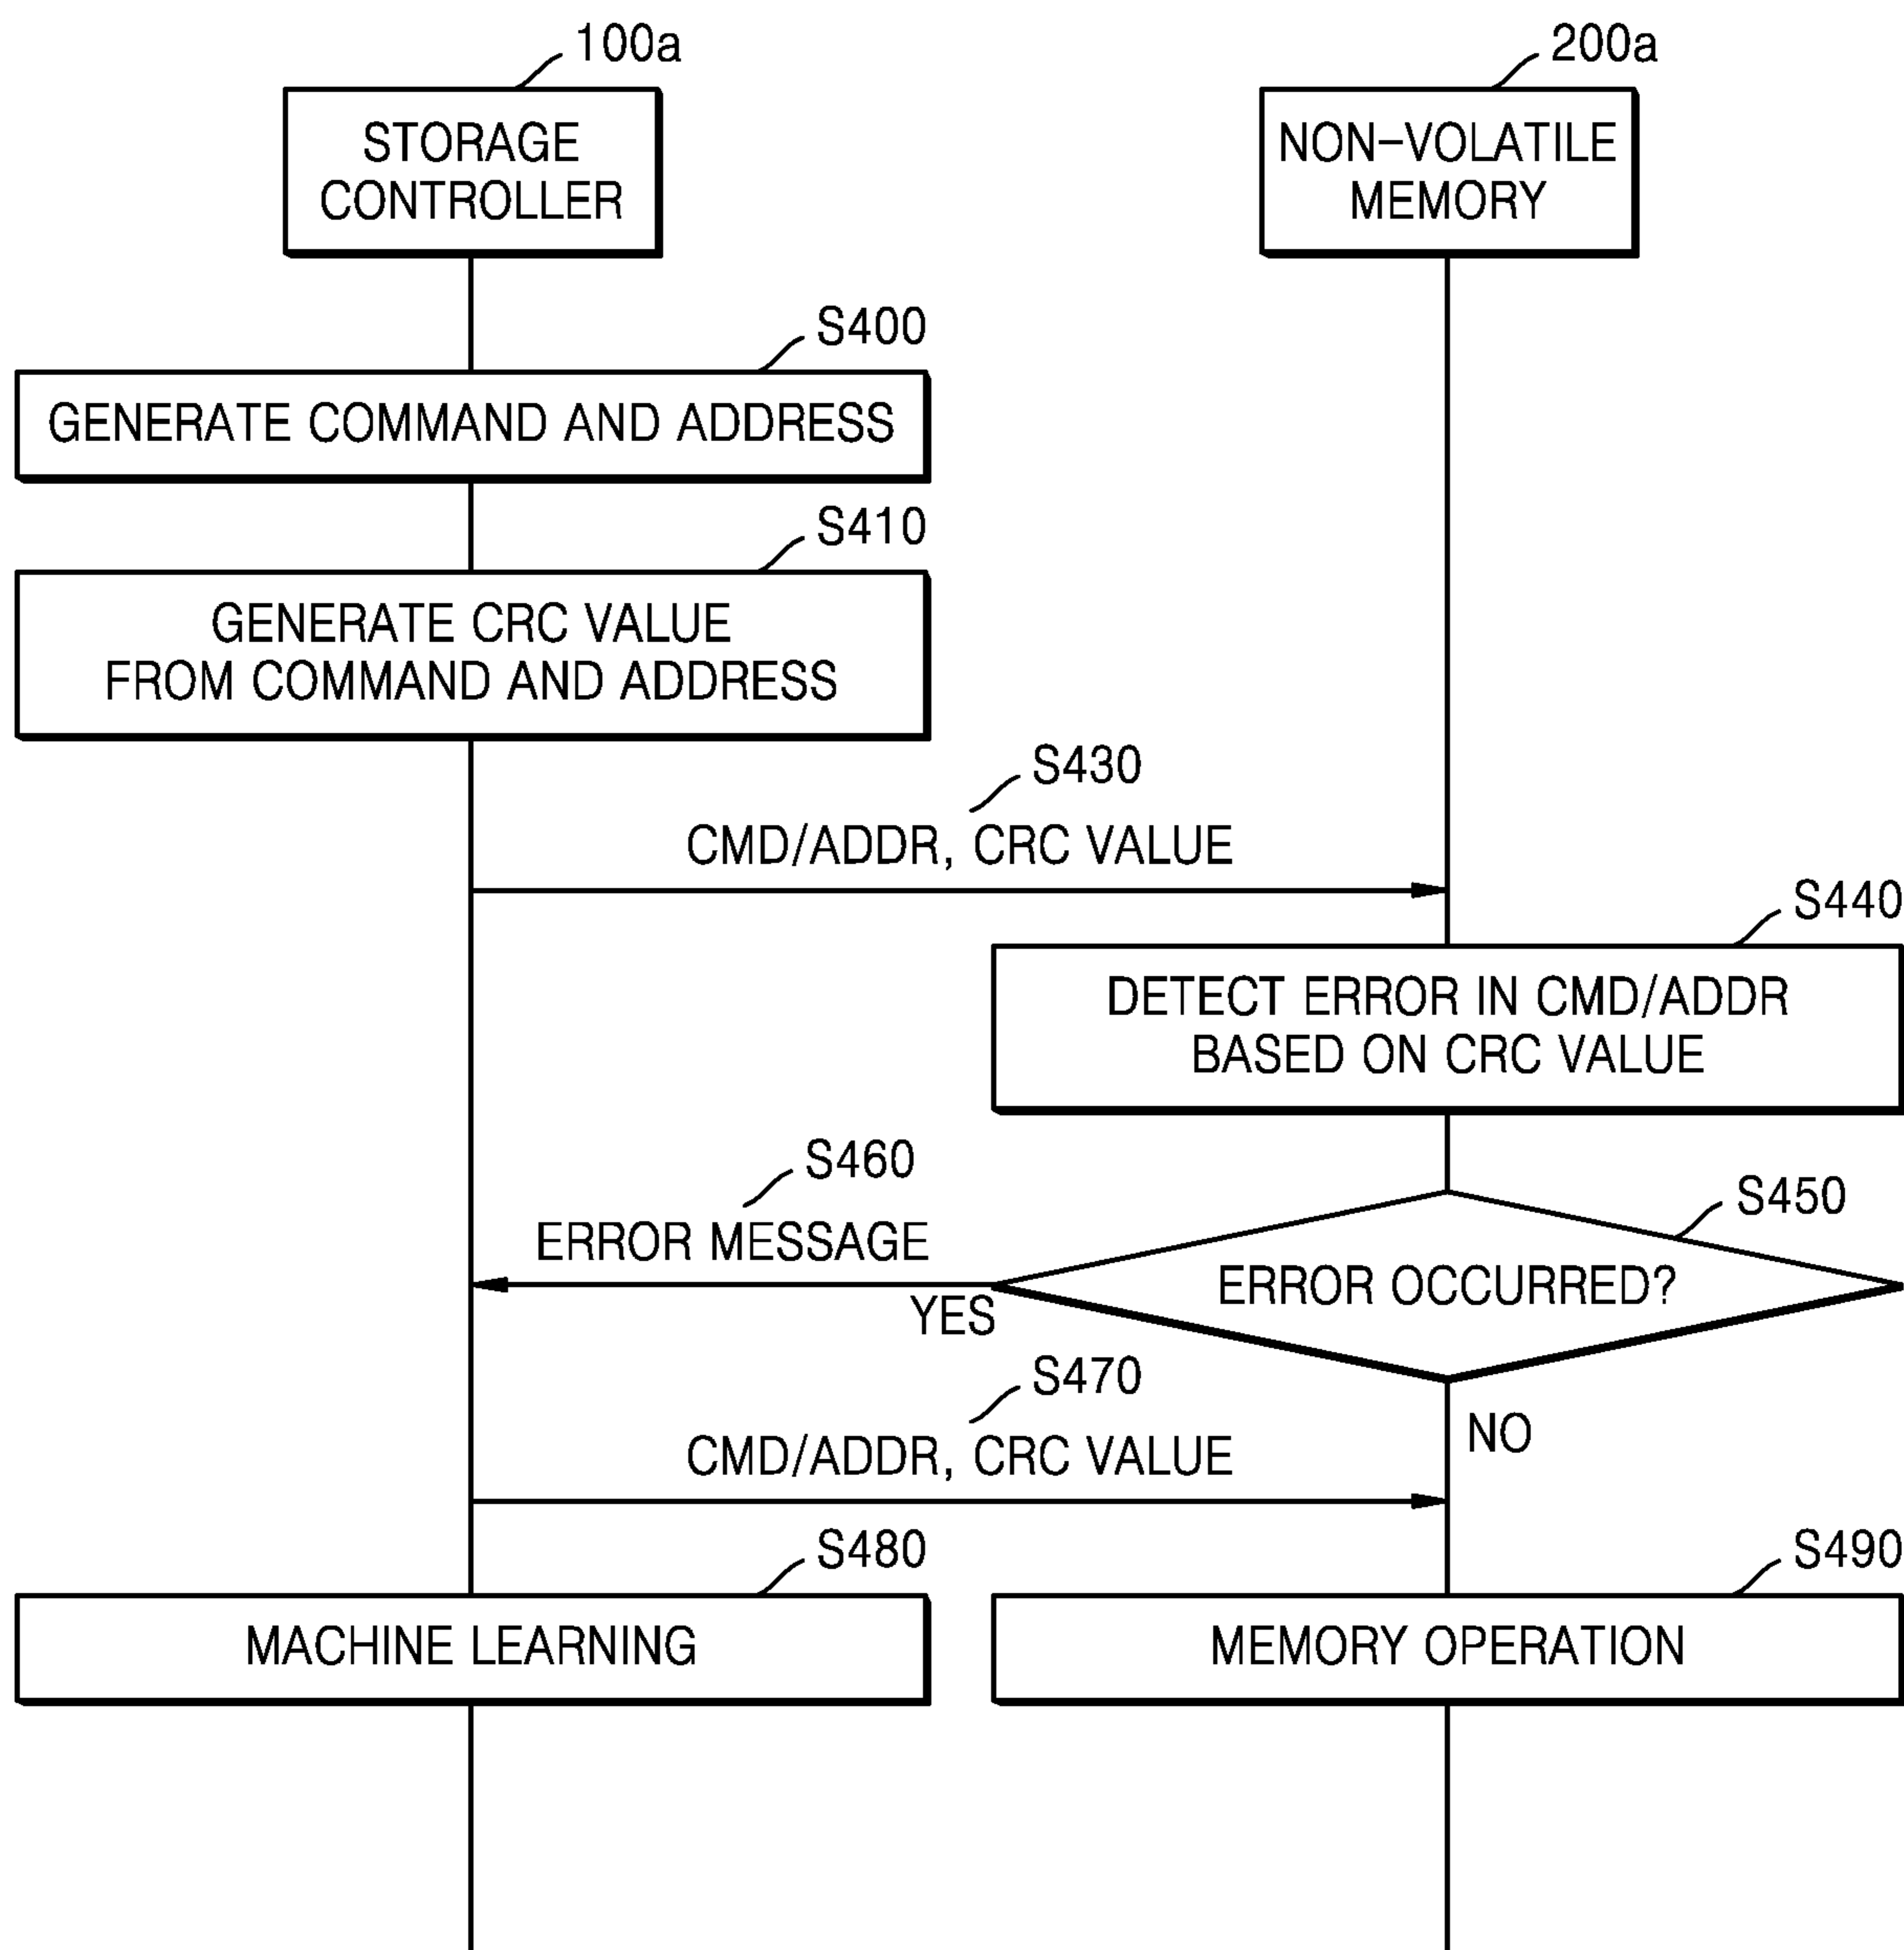 100a
200a
STORAGE
CONTROLLER
NON-VOLATILE
MEMORY
S400
GENERATE COMMAND AND ADDRESS
S410
GENERATE CRC VALUE
FROM COMMAND AND ADDRESS
S430
CMD/ADDR, CRC VALUE
S440
DETECT ERROR IN CMD/ADDR
BASED ON CRC VALUE
S460
ERROR MESSAGE
S450
ERROR OCCURRED?
YES
S470
CMD/ADDR, CRC VALUE
NO
S480
MACHINE LEARNING
S490
MEMORY OPERATION